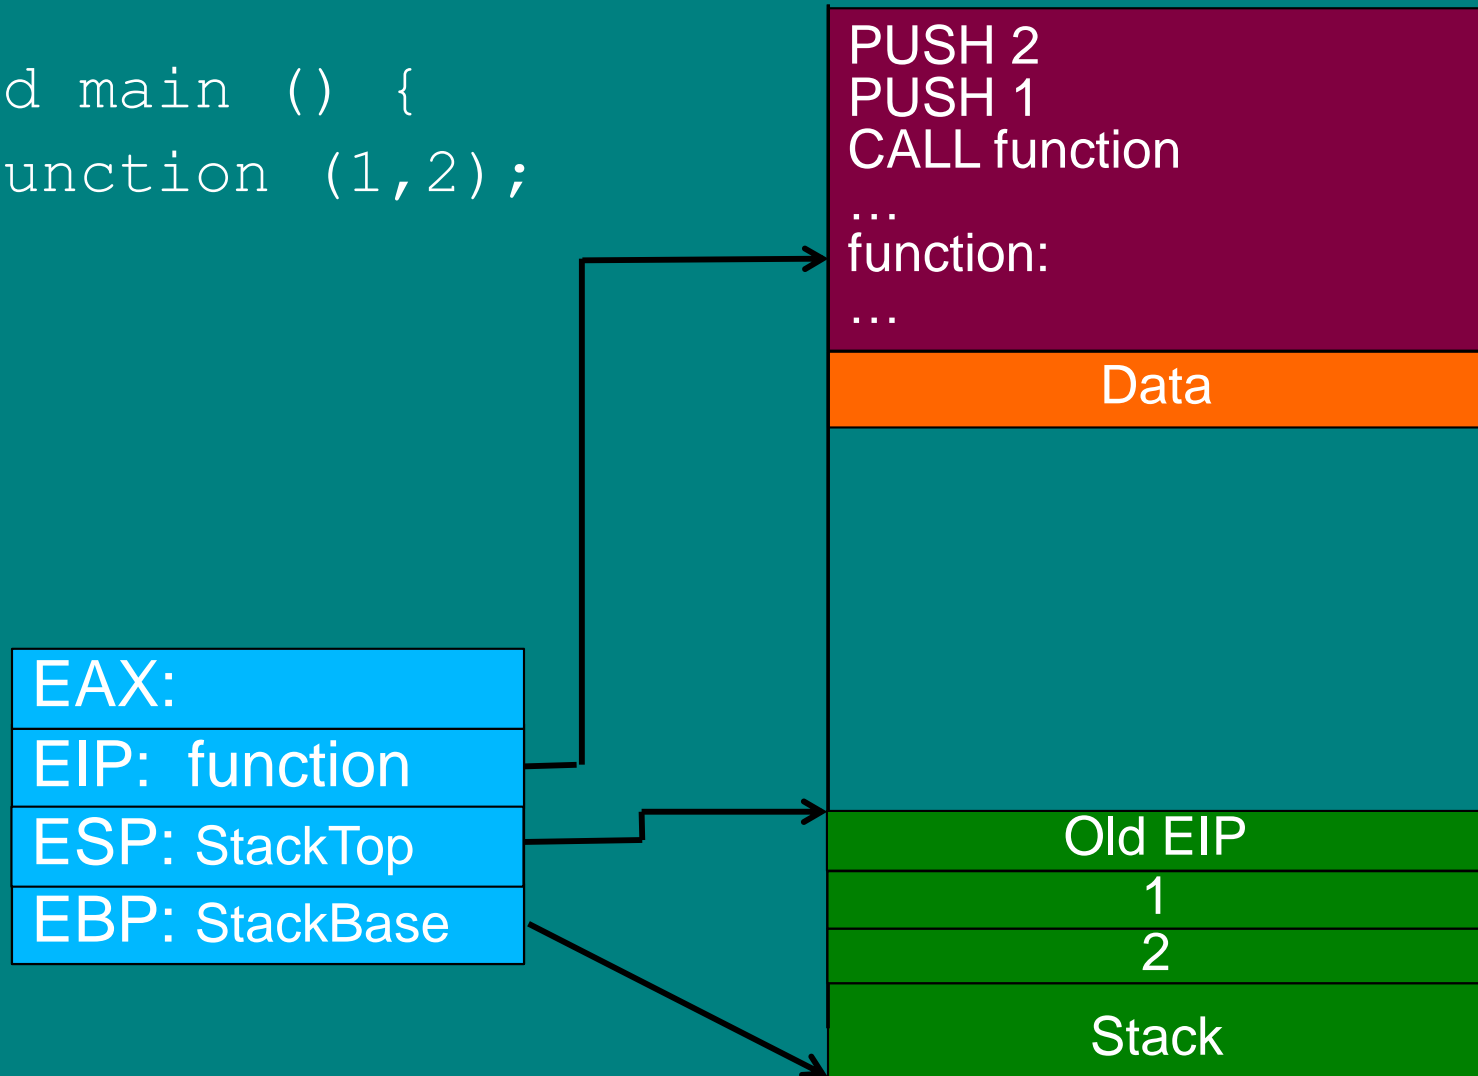 d main () {
unction (1,2);
PUSH 2
PUSH 1
CALL function
…
function:
…
Data
EAX:
EIP: function
ESP: StackTop
EBP: StackBase
Old EIP
1
2
Stack